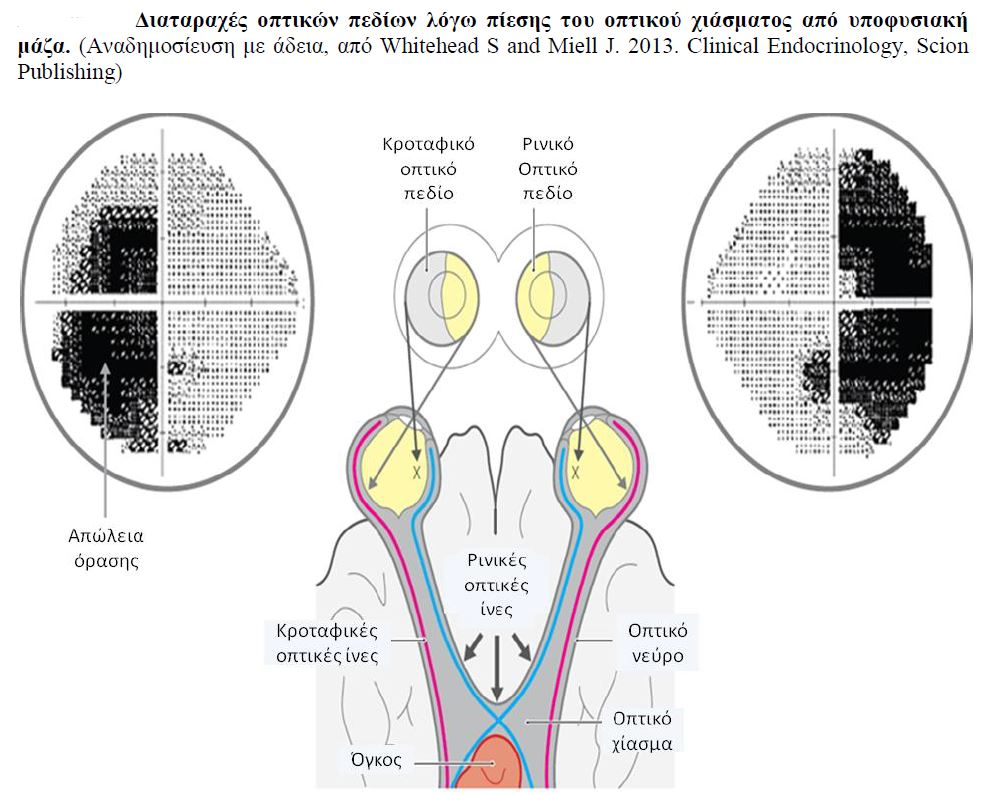 Διαταραχές οπτικών πεδίων λόγω πίεσης του οπτικού χιάσματος από υποφυσιακή
μάζα. (Αναδημοσίευση με άδεια, από Whitehead S and Miell J. 2013. Clinical Endocrinology, Scion
Publishing)
Κροταφικό
οπτικό
πεδίο
Ρινικό
Οπτικό
πεδίο
Απώλεια
όρασης
X
X
Ρινικές
οπτικές
ίνες
Κροταφικές
οπτικές ίνες
Οπτικό
νεύρο
Οπτικό
χίασμα
Όγκος